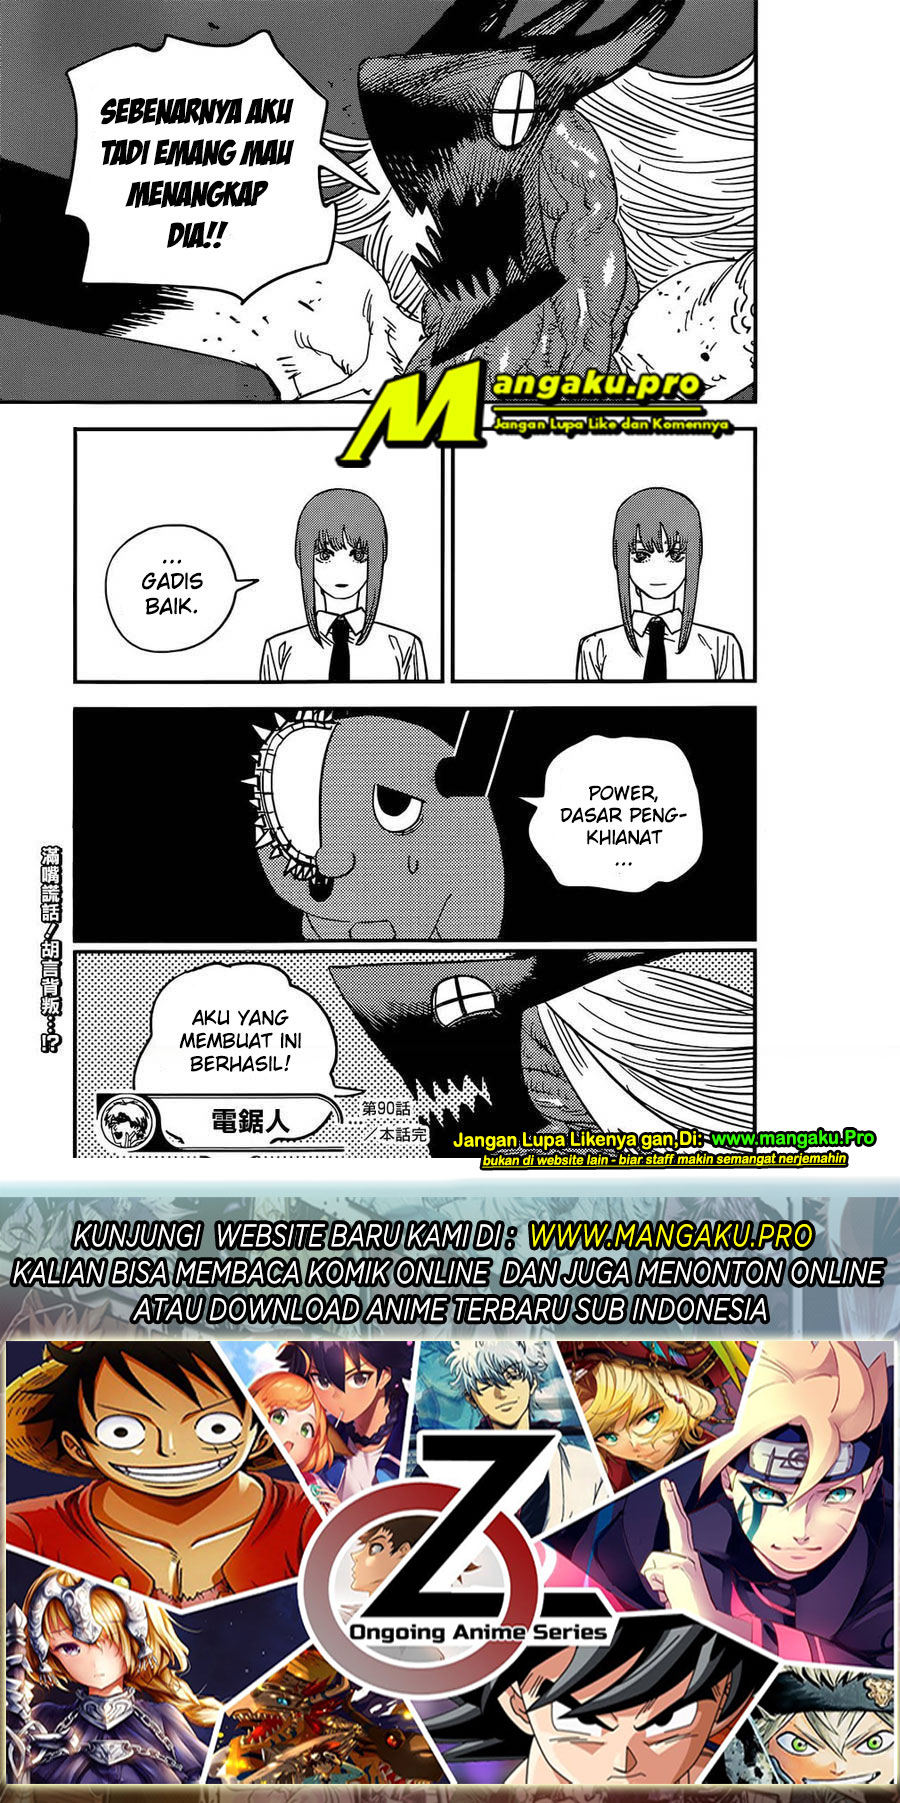 SEBENARNYA AKU
TADI EMANG MAU
MENANGKAP
DIA!!
Mangaku.pro
Jangan Lupa Like dan Komennya
...
GADIS
BAIK.
POWER,
DASAR PENG-
KHIANAT
...
滿嘴謊話！胡言背叛…!?
AKU YANG
MEMBUAT INI
BERHASIL!
電鋸人
第90話
／本話完
Jangan Lupa Likenya gan Di: www.mangaku.Pro
bukan di website lain - biar staff makin semangat nerjemahin
KUNJUNGI WEBSITE BARU KAMI DI : WWW.MANGAKU.PRO
KALIAN BISA MEMBACA KOMIK ONLINE DAN JUGA MENONTON ONLINE
ATAU DOWNLOAD ANIME TERBARU SUB INDONESIA
OZ
Ongoing Anime Series